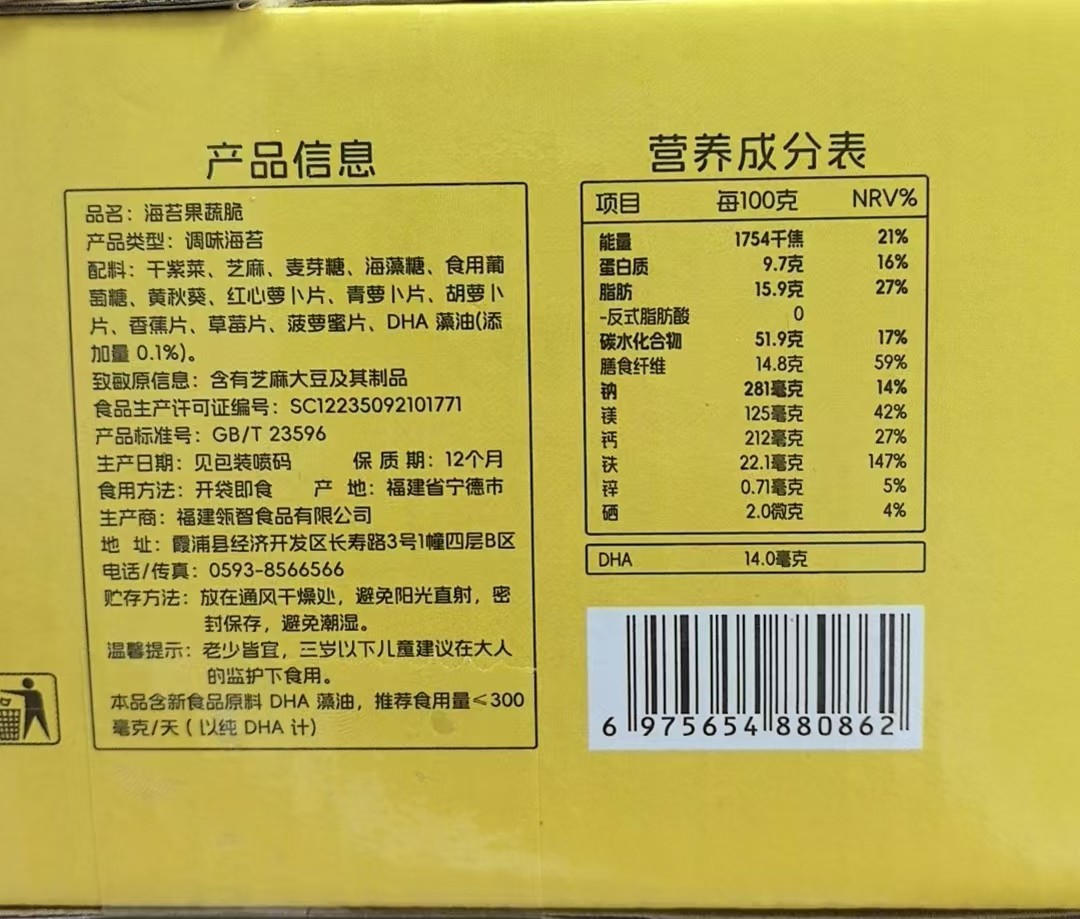 产品信息
品名：海苔果蔬脆
产品类型：调味海苔
配料：干紫菜、芝麻、麦芽糖、海藻糖、食用葡
萄糖、黄秋葵、红心萝卜片、青萝卜片、胡萝卜
片、香蕉片、草莓片、菠萝蜜片、DHA 藻油(添
加量 0.1%)。
致敏原信息：含有芝麻大豆及其制品
食品生产许可证编号：SC12235092101771
产品标准号：GB/T 23596
生产日期：见包装喷码 保 质 期：12个月
食用方法：开袋即食 产 地：福建省宁德市
生产商：福建瓴智食品有限公司
地 址：霞浦县经济开发区长寿路3号1幢四层B区
电话/传真：0593-8566566
贮存方法：放在通风干燥处，避免阳光直射，密
封保存，避免潮湿。
温馨提示：老少皆宜，三岁以下儿童建议在大人
的监护下食用。
本品含新食品原料 DHA 藻油，推荐食用量≤300
毫克/天（以纯 DHA 计）
营养成分表
项目 每100克 NRV%
能量 1754千焦 21%
蛋白质 9.7克 16%
脂肪 15.9克 27%
-反式脂肪酸 0
碳水化合物 51.9克 17%
膳食纤维 14.8克 59%
钠 281毫克 14%
镁 125毫克 42%
钙 212毫克 27%
铁 22.1毫克 147%
锌 0.71毫克 5%
硒 2.0微克 4%
DHA 14.0毫克
6 975654 880862